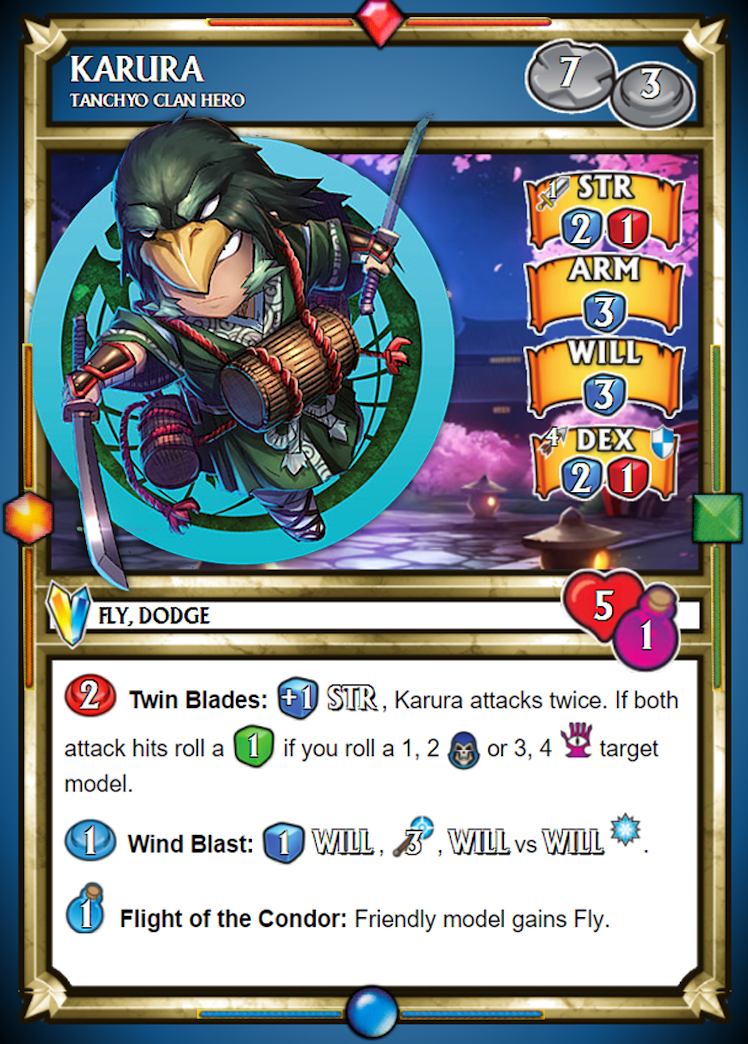 KARURA
TANCHYO CLAN HERO
7 3
1 STR
2 1
ARM
3
WILL
3
4 DEX
2 1
FLY, DODGE
5
1
2 Twin Blades: +1 STR, Karura attacks twice. If both
attack hits roll a 1 if you roll a 1, 2 or 3, 4 target
model.
1 Wind Blast: 1 WILL, 3, WILL vs WILL .
1 Flight of the Condor: Friendly model gains Fly.